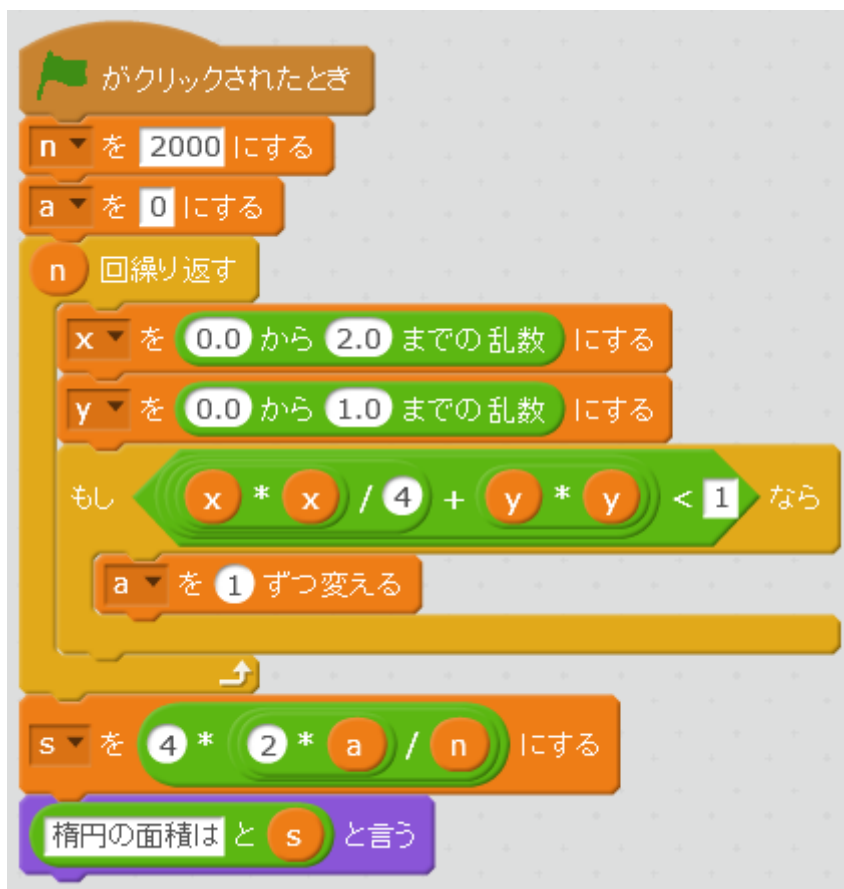 がクリックされたとき
n を 2000 にする
a を 0 にする
n 回繰り返す
x を 0.0 から 2.0 までの乱数 にする
y を 0.0 から 1.0 までの乱数 にする
もし x * x / 4 + y * y < 1 なら
a を 1 ずつ変える
s を 4 * 2 * a / n にする
楕円の面積は と s と言う